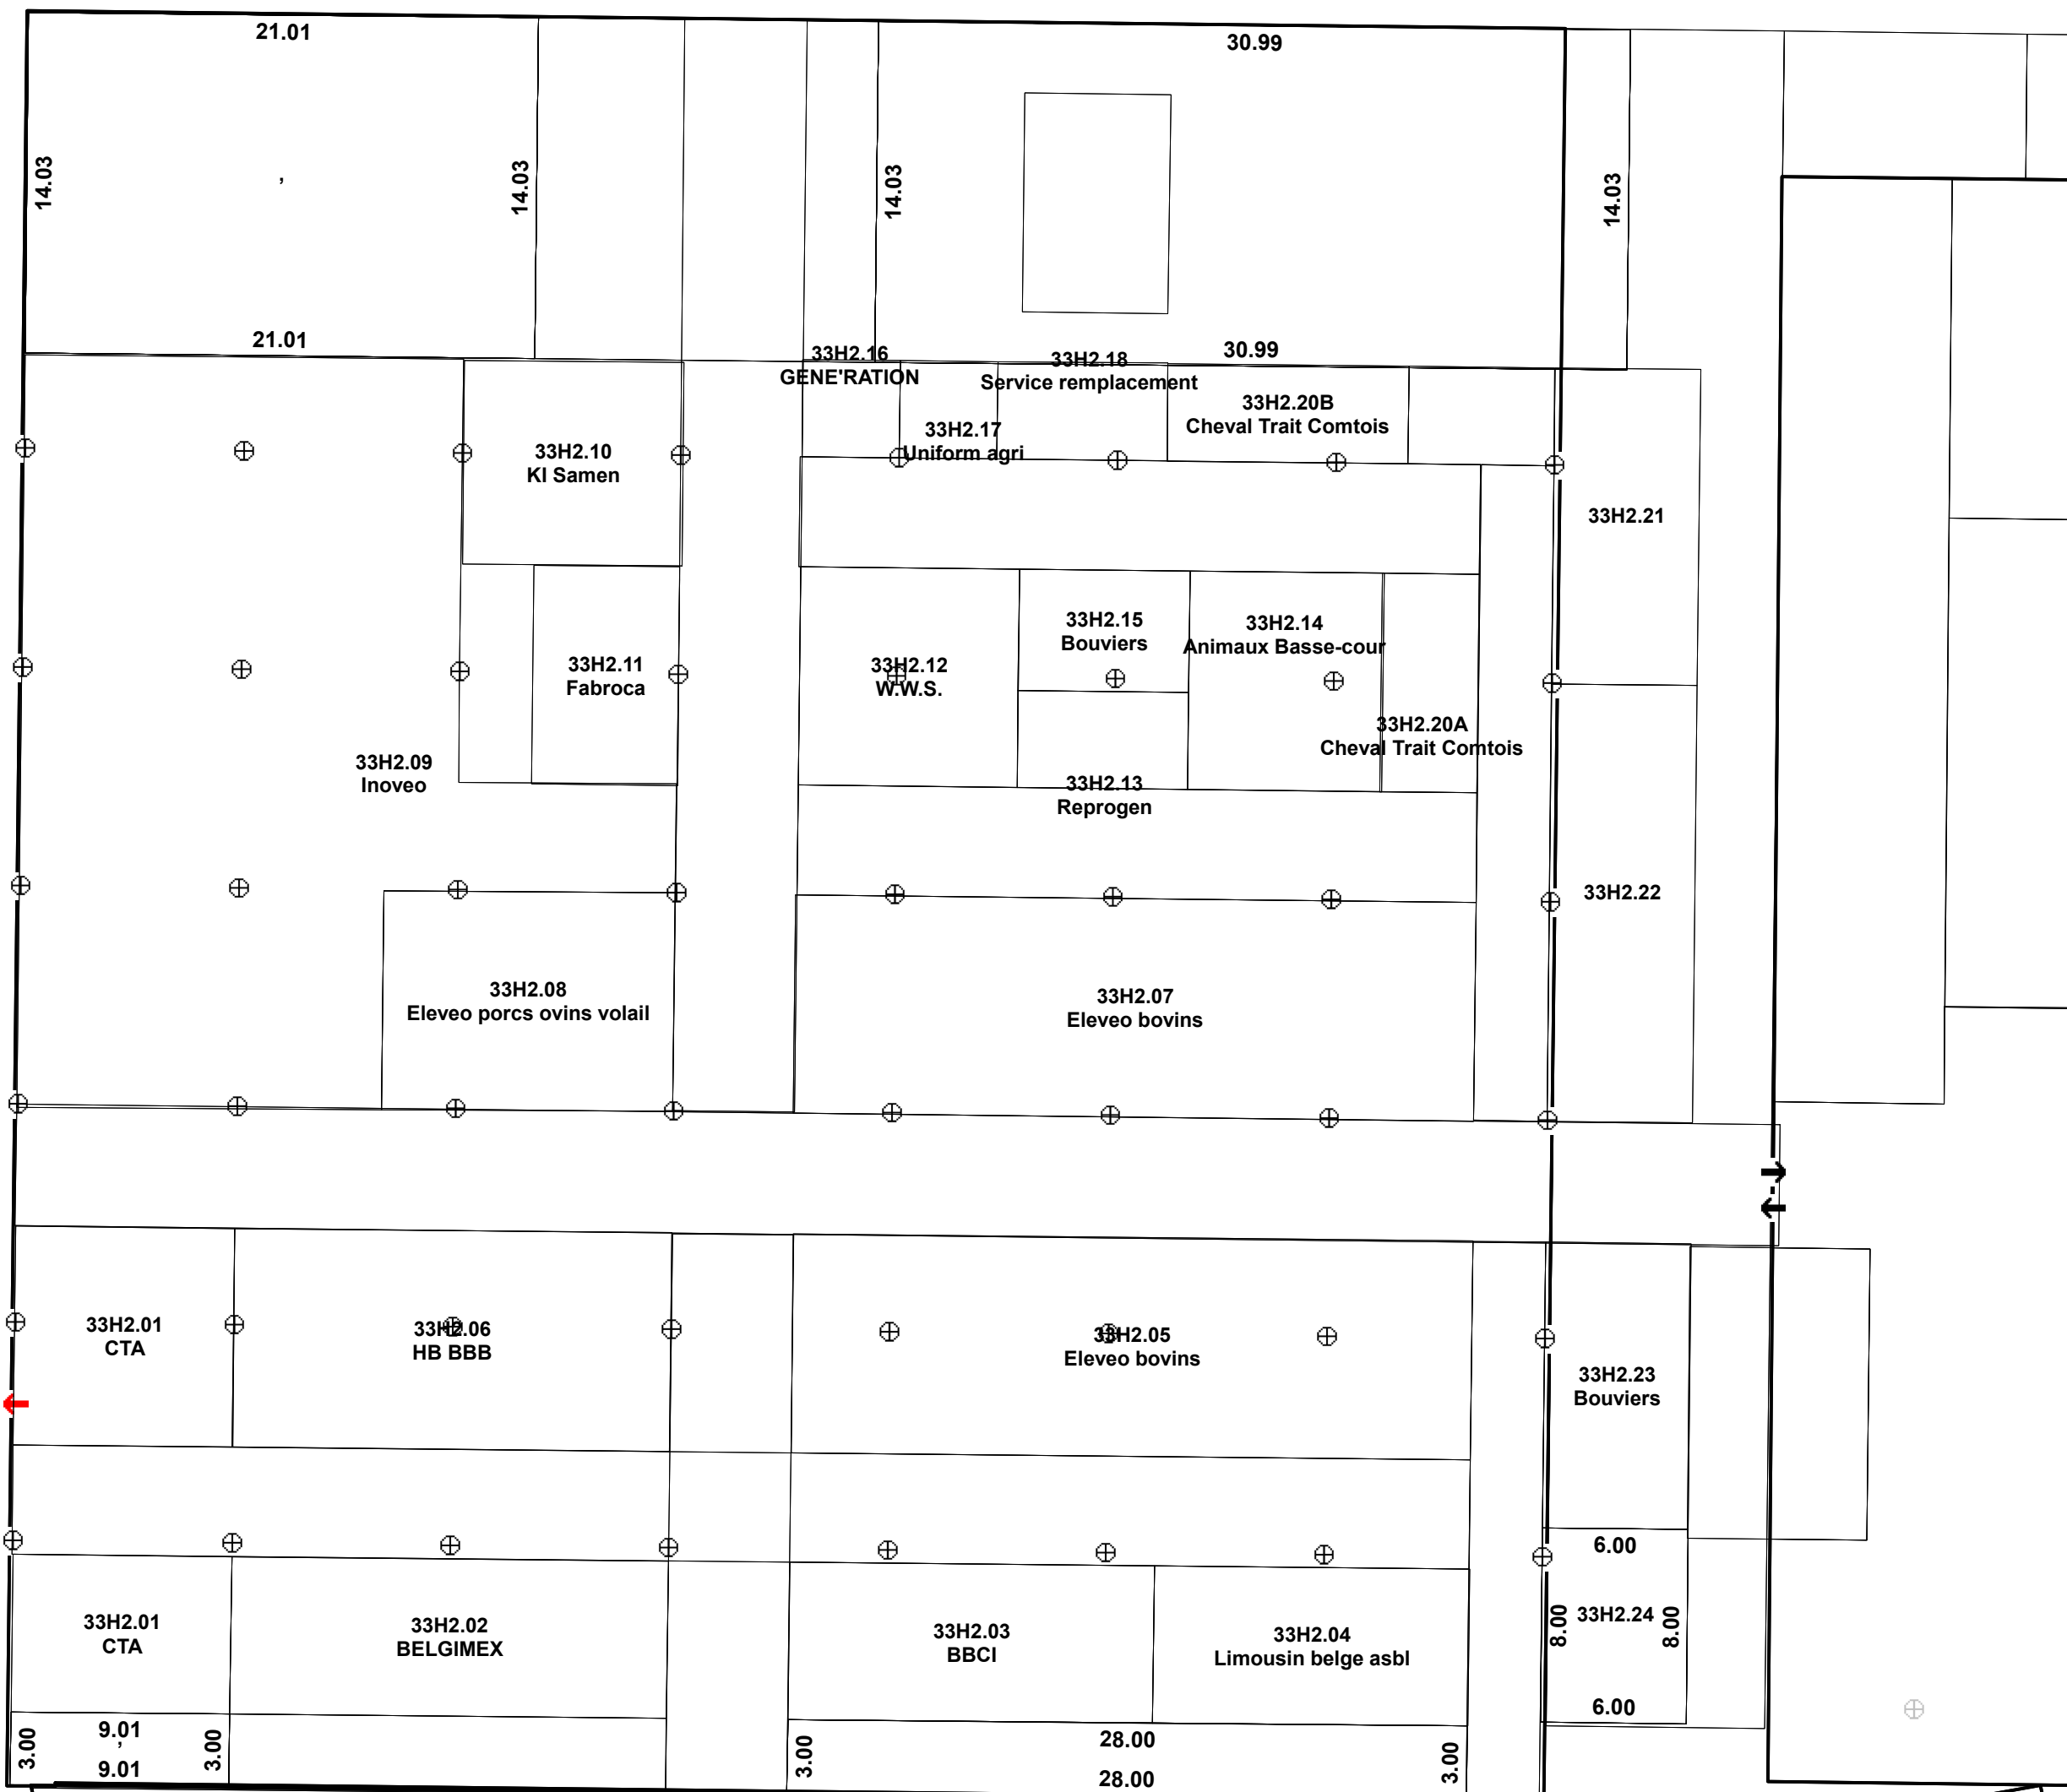 21.01
30.99
14.03
14.03
14.03
14.03
,
21.01
30.99
33H2.16
GENE'RATION
33H2.18
Service remplacement
33H2.20B
Cheval Trait Comtois
33H2.17
Uniform agri
33H2.10
KI Samen
33H2.21
33H2.15
Bouviers
33H2.14
Animaux Basse-cour
33H2.11
Fabroca
33H2.12
W.W.S.
33H2.20A
Cheval Trait Comtois
33H2.09
Inoveo
33H2.13
Reprogen
33H2.22
33H2.08
Eleveo porcs ovins volail
33H2.07
Eleveo bovins
33H2.01
CTA
33H2.06
HB BBB
33H2.05
Eleveo bovins
33H2.23
Bouviers
6.00
33H2.24
8.00
8.00
6.00
33H2.01
CTA
33H2.02
BELGIMEX
33H2.03
BBCI
33H2.04
Limousin belge asbl
3.00
9.01
,
9.01
3.00
3.00
28.00
28.00
3.00